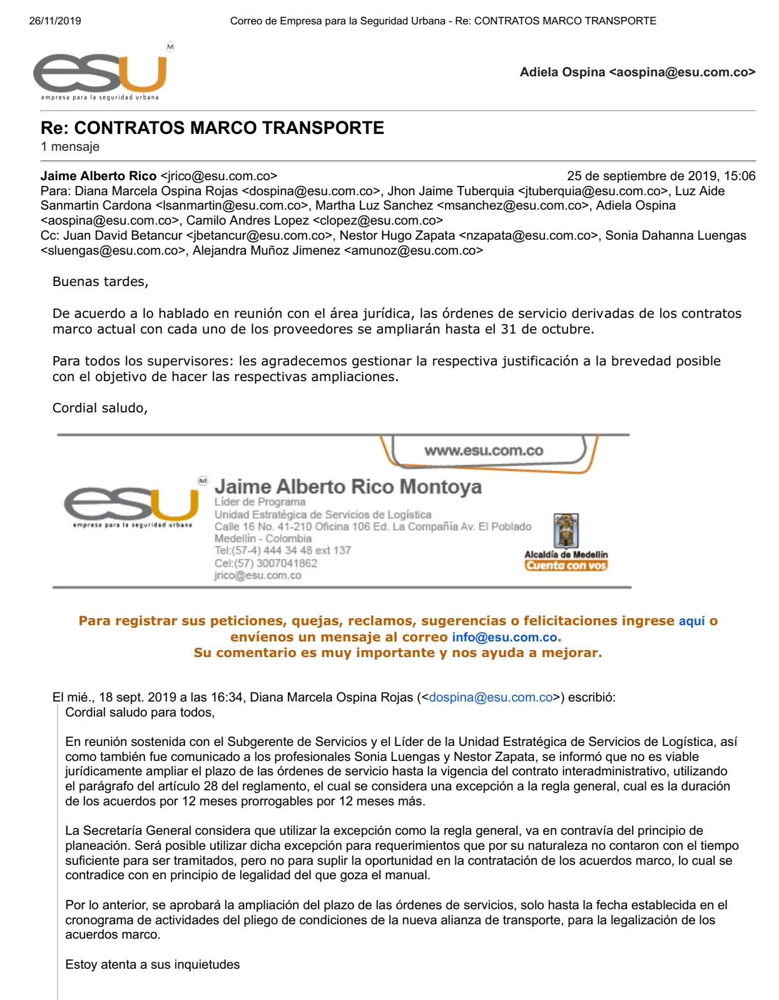 26/11/2019 Correo de Empresa para la Seguridad Urbana - Re: CONTRATOS MARCO TRANSPORTE
esu M
empresa para la seguridad urbana
Adiela Ospina <aospina@esu.com.co>
Re: CONTRATOS MARCO TRANSPORTE
1 mensaje
Jaime Alberto Rico <jrico@esu.com.co> 25 de septiembre de 2019, 15:06
Para: Diana Marcela Ospina Rojas <dospina@esu.com.co>, Jhon Jaime Tuberquia <jtuberquia@esu.com.co>, Luz Aide
Sanmartin Cardona <lsanmartin@esu.com.co>, Martha Luz Sanchez <msanchez@esu.com.co>, Adiela Ospina
<aospina@esu.com.co>, Camilo Andres Lopez <clopez@esu.com.co>
Cc: Juan David Betancur <jbetancur@esu.com.co>, Nestor Hugo Zapata <nzapata@esu.com.co>, Sonia Dahanna Luengas
<sluengas@esu.com.co>, Alejandra Muñoz Jimenez <amunoz@esu.com.co>
Buenas tardes,
De acuerdo a lo hablado en reunión con el área jurídica, las órdenes de servicio derivadas de los contratos
marco actual con cada uno de los proveedores se ampliarán hasta el 31 de octubre.
Para todos los supervisores: les agradecemos gestionar la respectiva justificación a la brevedad posible
con el objetivo de hacer las respectivas ampliaciones.
Cordial saludo,
www.esu.com.co
esu M
empresa para la seguridad urbana
Jaime Alberto Rico Montoya
Líder de Programa
Unidad Estratégica de Servicios de Logística
Calle 16 No. 41-210 Oficina 106 Ed. La Compañía Av. El Poblado
Medellín - Colombia
Tel:(57-4) 444 34 48 ext 137
Cel:(57) 3007041862
jrico@esu.com.co
Alcaldía de Medellín
Cuenta con vos
Para registrar sus peticiones, quejas, reclamos, sugerencias o felicitaciones ingrese aquí o
envíenos un mensaje al correo info@esu.com.co.
Su comentario es muy importante y nos ayuda a mejorar.
El mié., 18 sept. 2019 a las 16:34, Diana Marcela Ospina Rojas (<dospina@esu.com.co>) escribió:
Cordial saludo para todos,
En reunión sostenida con el Subgerente de Servicios y el Líder de la Unidad Estratégica de Servicios de Logística, así
como también fue comunicado a los profesionales Sonia Luengas y Nestor Zapata, se informó que no es viable
jurídicamente ampliar el plazo de las órdenes de servicio hasta la vigencia del contrato interadministrativo, utilizando
el parágrafo del artículo 28 del reglamento, el cual se considera una excepción a la regla general, cual es la duración
de los acuerdos por 12 meses prorrogables por 12 meses más.
La Secretaría General considera que utilizar la excepción como la regla general, va en contravía del principio de
planeación. Será posible utilizar dicha excepción para requerimientos que por su naturaleza no contaron con el tiempo
suficiente para ser tramitados, pero no para suplir la oportunidad en la contratación de los acuerdos marco, lo cual se
contradice con en principio de legalidad del que goza el manual.
Por lo anterior, se aprobará la ampliación del plazo de las órdenes de servicios, solo hasta la fecha establecida en el
cronograma de actividades del pliego de condiciones de la nueva alianza de transporte, para la legalización de los
acuerdos marco.
Estoy atenta a sus inquietudes